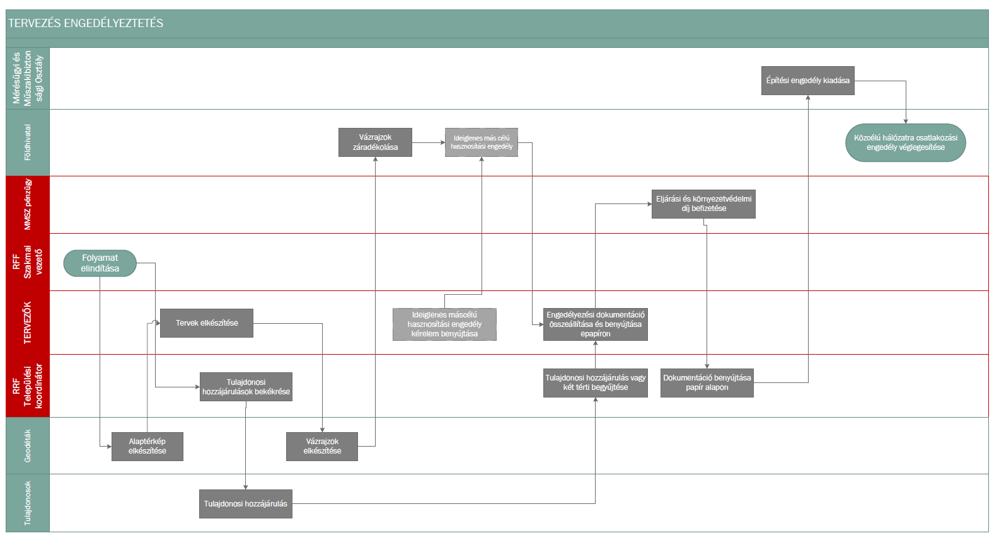 TERVEZÉS ENGEDÉLYEZTETÉS
Mérésügyi és
Műszakibizton
sági Osztály
Építési engedély kiadása
Földhivatal
Vázrajzok
záradékolása
Ideiglenes más célú
hasznosítási engedély
Közcélú hálózatra csatlakozási
engedély véglegesítése
MMSZ pénzügy
Eljárási és környezetvédelmi
díj befizetése
RFF
Szakmai
vezető
Folyamat
elindítása
TERVEZŐK
Tervek elkészítése
Ideiglenes máscélú
hasznosítási engedély
kérelem benyújtása
Engedélyezési dokumentáció
összeállítása és benyújtása
epapíron
RRF
Települési
koordinátor
Tulajdonosi
hozzájárulások bekékrése
Tulajdonosi hozzájárulás vagy
két térti begyűjtése
Dokumentáció benyújtása
papír alapon
Geodéták
Alaptérkép
elkészítése
Vázrajzok
elkészítése
Tulajdonosok
Tulajdonosi hozzájárulás